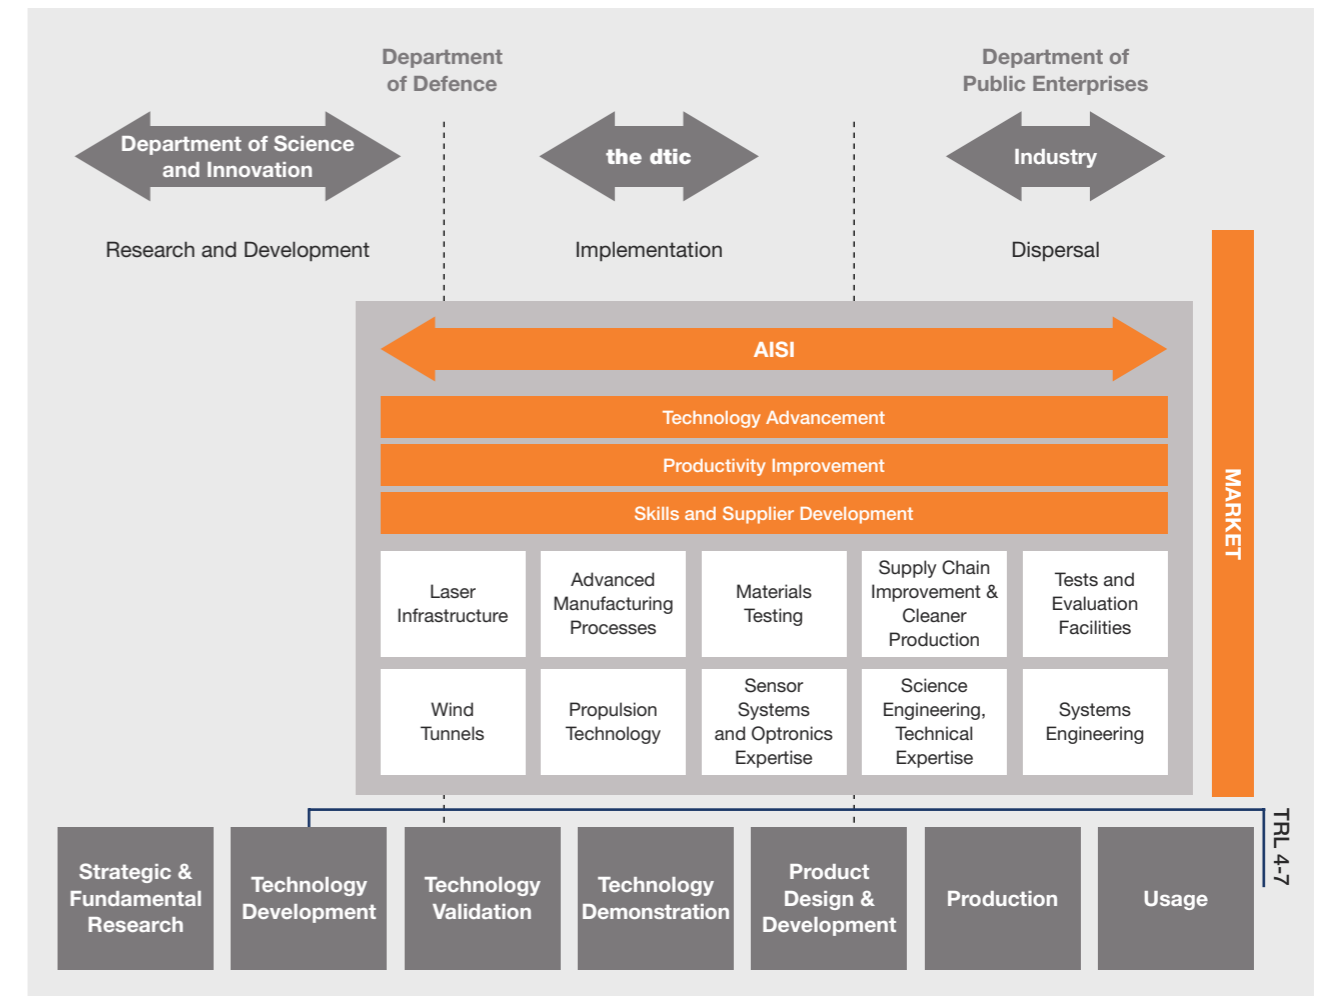 Department
of Defence
Department of
Public Enterprises
Department of Science
and Innovation
the dtic
Industry
Research and Development
Implementation
Dispersal
AISI
Technology Advancement
Productivity Improvement
Skills and Supplier Development
MARKET
Laser
Infrastructure
Advanced
Manufacturing
Processes
Materials
Testing
Supply Chain
Improvement &
Cleaner
Production
Tests and
Evaluation
Facilities
Wind
Tunnels
Propulsion
Technology
Sensor
Systems
and Optronics
Expertise
Science
Engineering,
Technical
Expertise
Systems
Engineering
TRL 4-7
Strategic &
Fundamental
Research
Technology
Development
Technology
Validation
Technology
Demonstration
Product
Design &
Development
Production
Usage